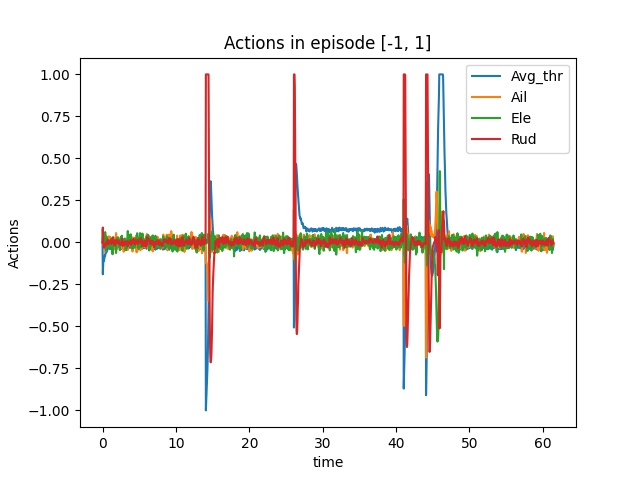 Actions in episode [-1, 1]
Avg_thr
Ail
Ele
Rud
1.00
0.75
0.50
0.25
0.00
−0.25
−0.50
−0.75
−1.00
Actions
0 10 20 30 40 50 60
time